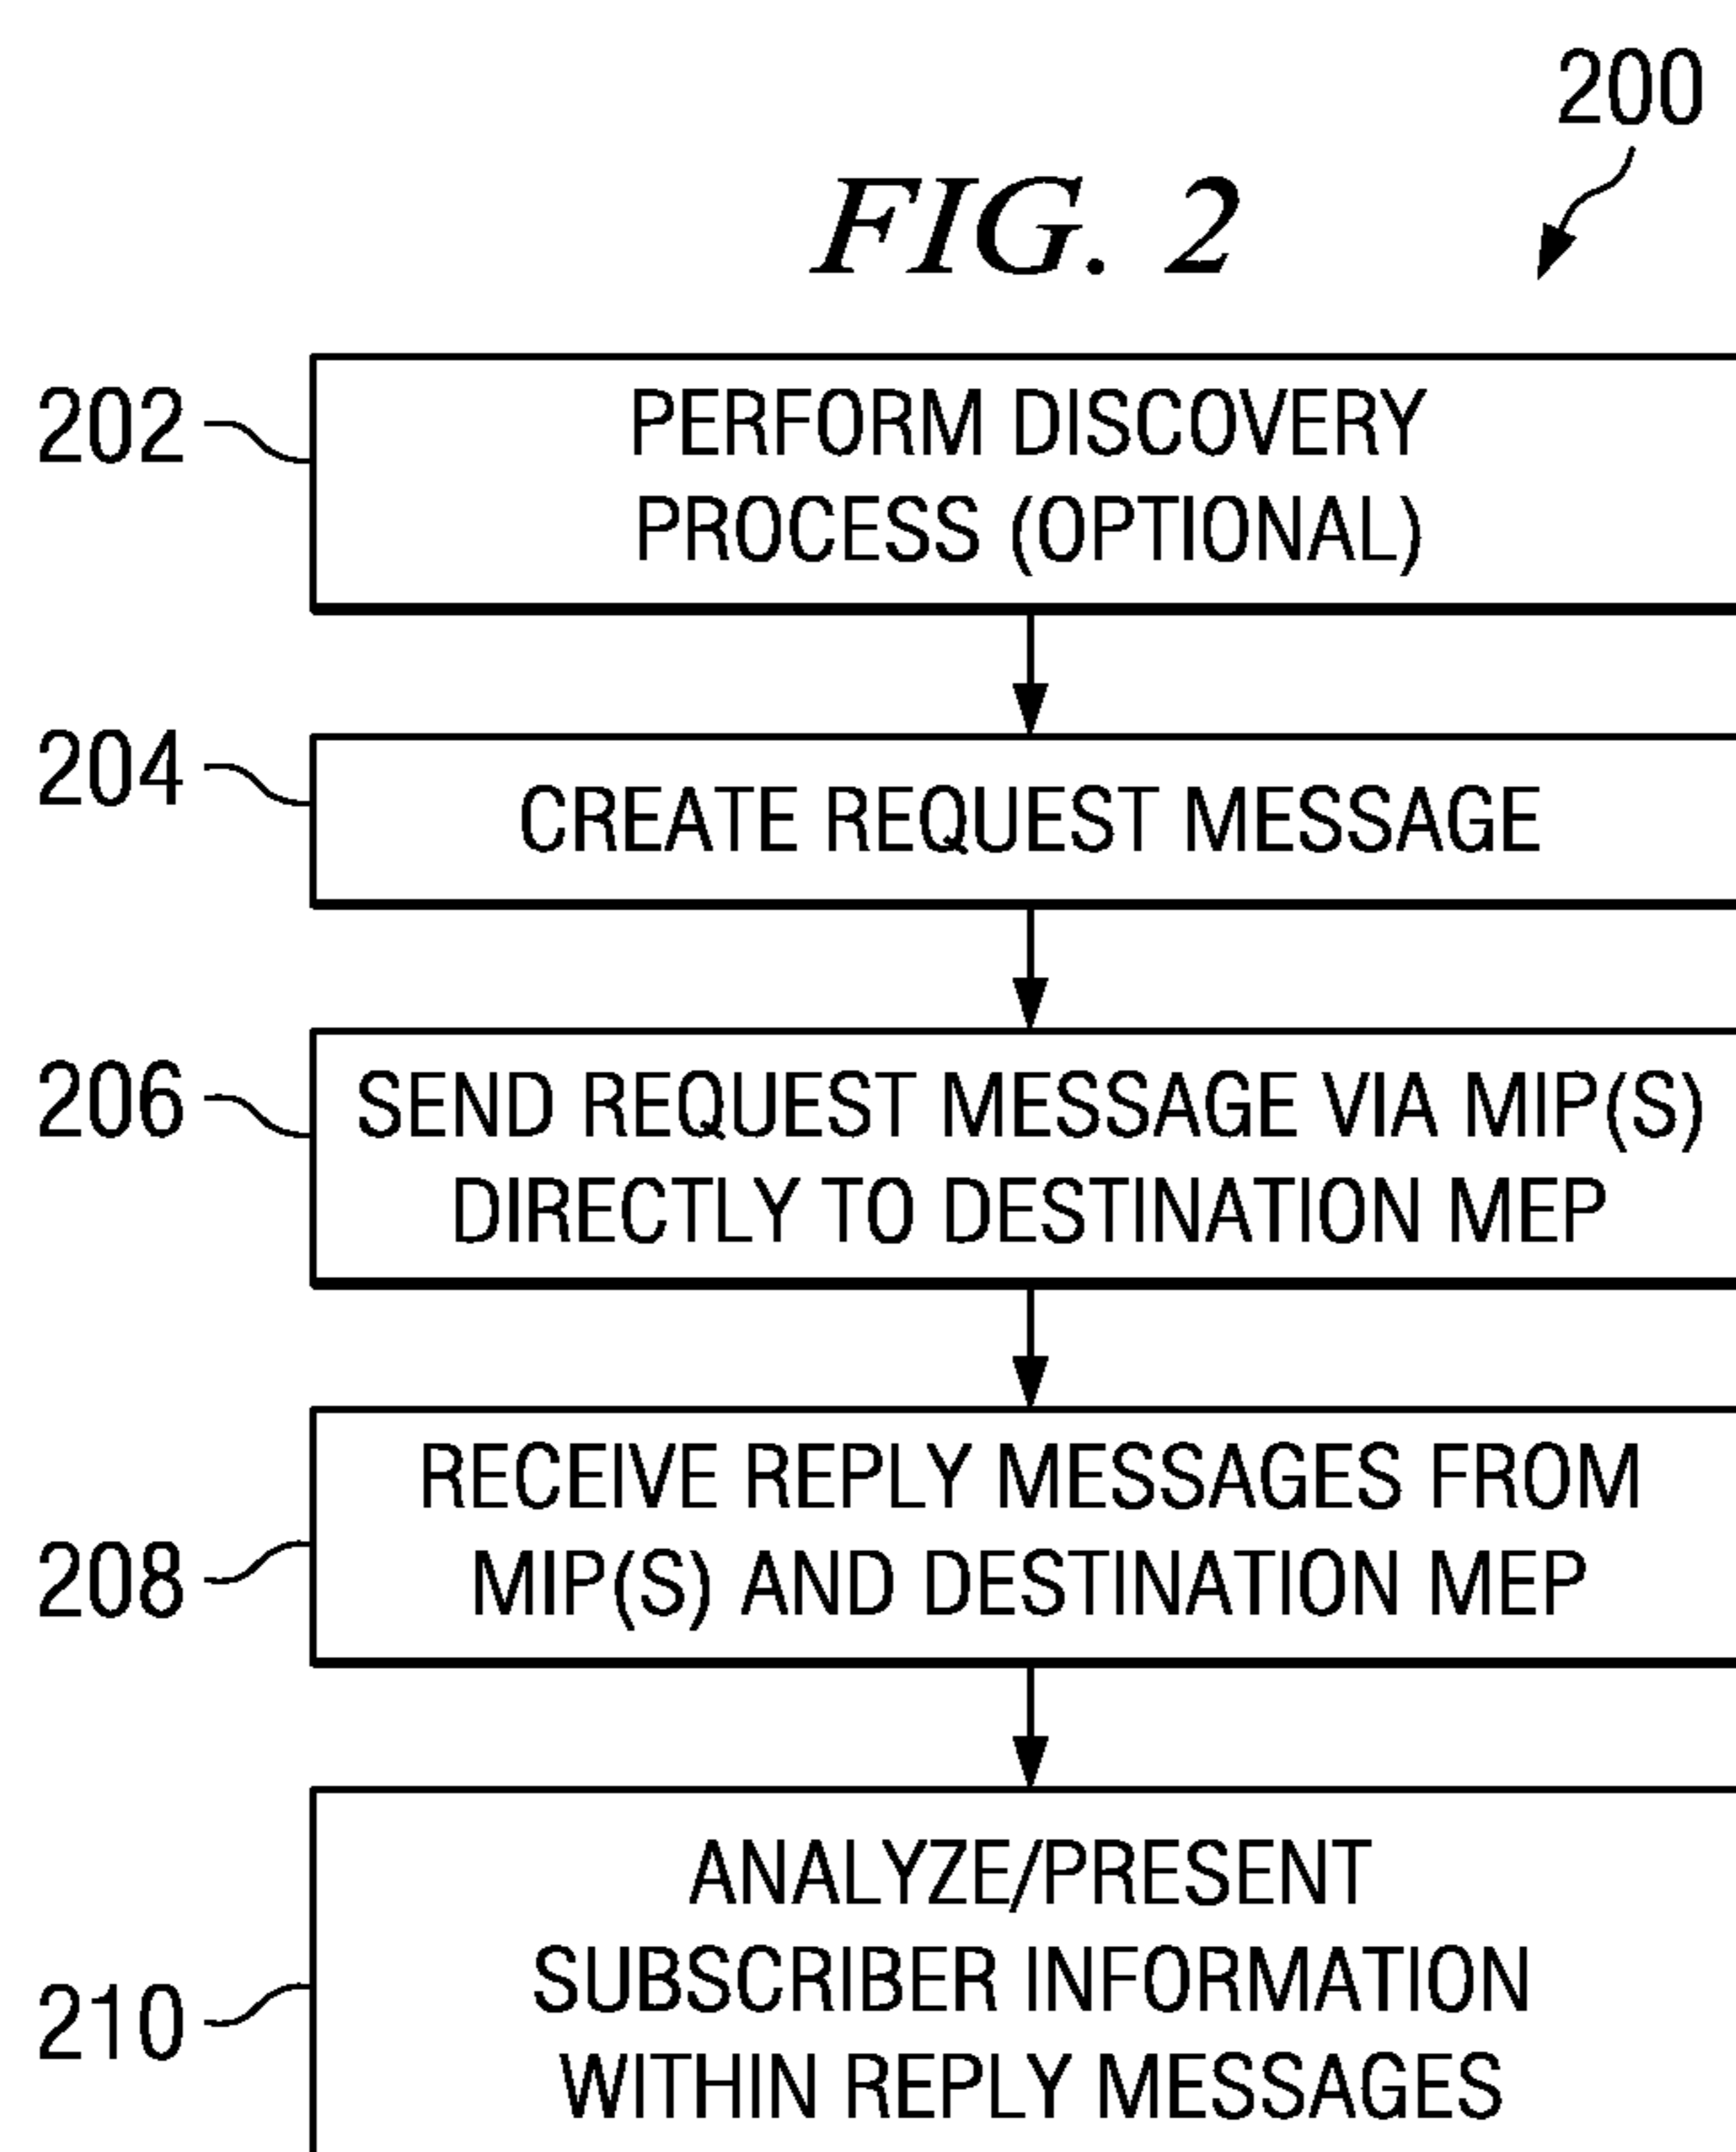 200
FIG. 2
202
PERFORM DISCOVERY
PROCESS (OPTIONAL)
204
CREATE REQUEST MESSAGE
206
SEND REQUEST MESSAGE VIA MIP(S)
DIRECTLY TO DESTINATION MEP
208
RECEIVE REPLY MESSAGES FROM
MIP(S) AND DESTINATION MEP
210
ANALYZE/PRESENT
SUBSCRIBER INFORMATION
WITHIN REPLY MESSAGES